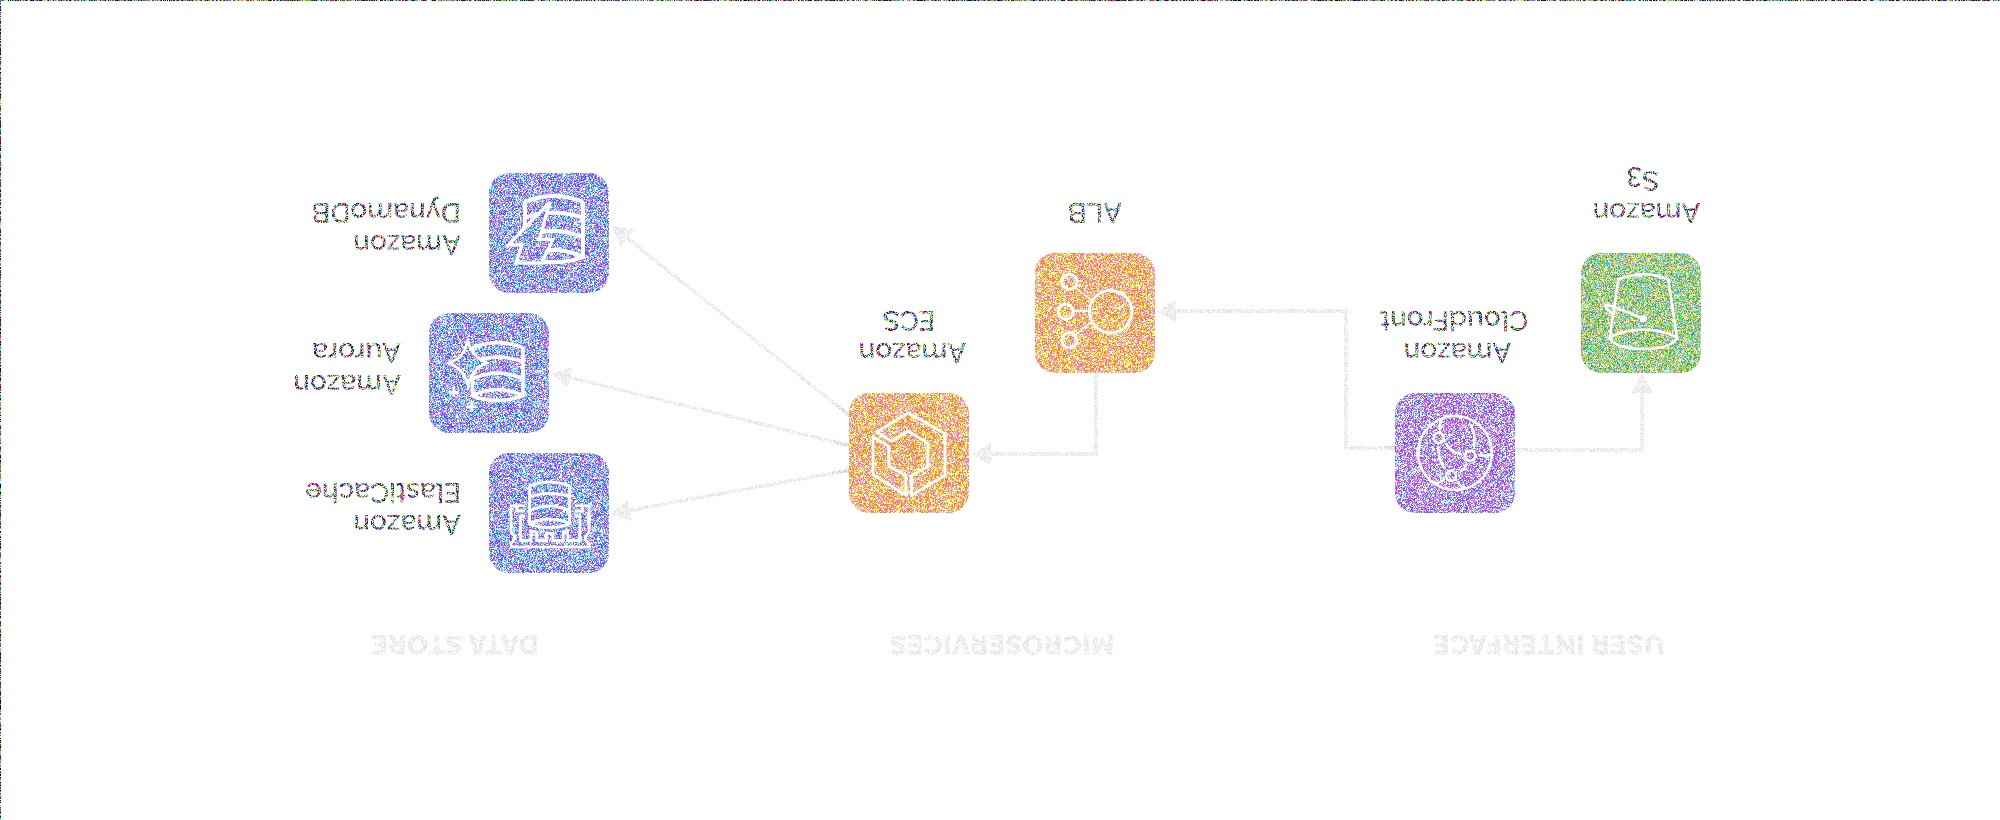 USER INTERFACE
MICROSERVICES
DATA STORE
Amazon
CloudFront
Amazon
S3
Amazon
ECS
ALB
Amazon
ElastiCache
Amazon
Aurora
Amazon
DynamoDB